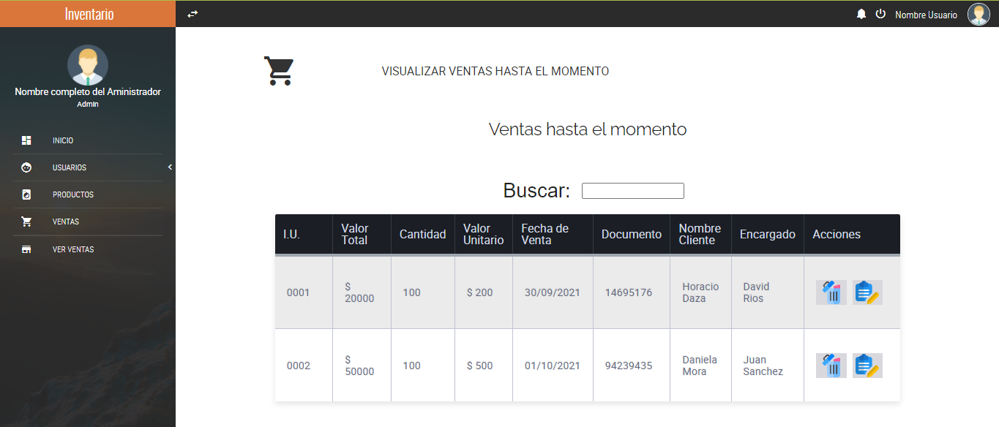 Inventario
Nombre Usuario
Nombre completo del Aministrador
Admin
INICIO
USUARIOS
PRODUCTOS
VENTAS
VER VENTAS
VISUALIZAR VENTAS HASTA EL MOMENTO
Ventas hasta el momento
Buscar:
I.U. Valor Total Cantidad Valor Unitario Fecha de Venta Documento Nombre Cliente Encargado Acciones
0001 $ 20000 100 $ 200 30/09/2021 14695176 Horacio Daza David Rios
0002 $ 50000 100 $ 500 01/10/2021 94239435 Daniela Mora Juan Sanchez